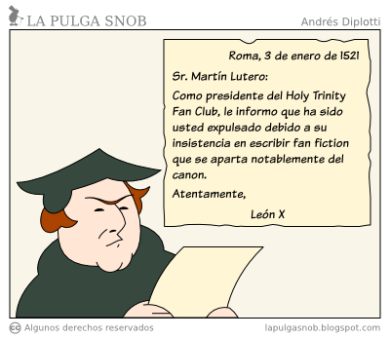 LA PULGA SNOB
Andrés Diplotti
Roma, 3 de enero de 1521
Sr. Martín Lutero:
Como presidente del Holy Trinity
Fan Club, le informo que ha sido
usted expulsado debido a su
insistencia en escribir fan fiction
que se aparta notablemente del
canon.
Atentamente,
León X
cc Algunos derechos reservados
lapulgasnob.blogspot.com